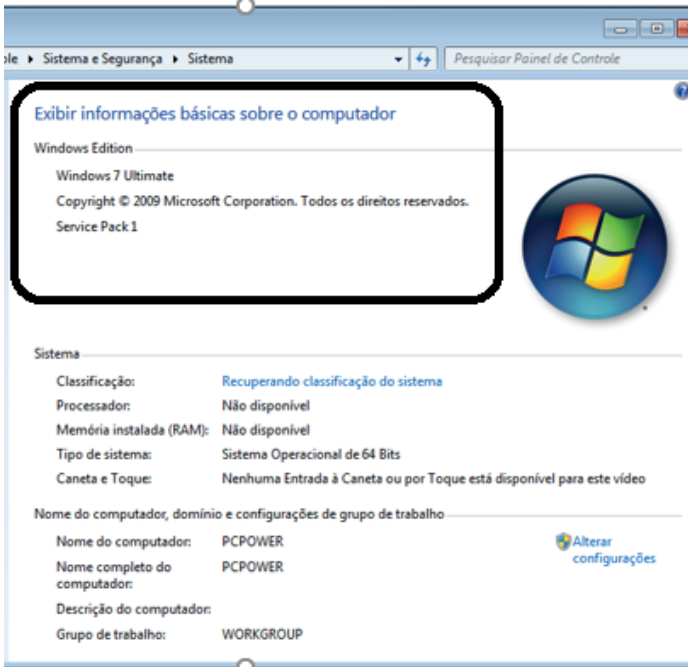 Sistema e Segurança Sistema
Pesquisar Painel de Controle
Exibir informações básicas sobre o computador
Windows Edition
Windows 7 Ultimate
Copyright © 2009 Microsoft Corporation. Todos os direitos reservados.
Service Pack 1
Sistema
Classificação: Recuperando classificação do sistema
Processador: Não disponível
Memória instalada (RAM): Não disponível
Tipo de sistema: Sistema Operacional de 64 Bits
Caneta e Toque: Nenhuma Entrada à Caneta ou por Toque está disponível para este vídeo
Nome do computador, domínio e configurações de grupo de trabalho
Nome do computador: PCPOWER
Alterar
configurações
Nome completo do
computador:
PCPOWER
Descrição do computador:
Grupo de trabalho: WORKGROUP